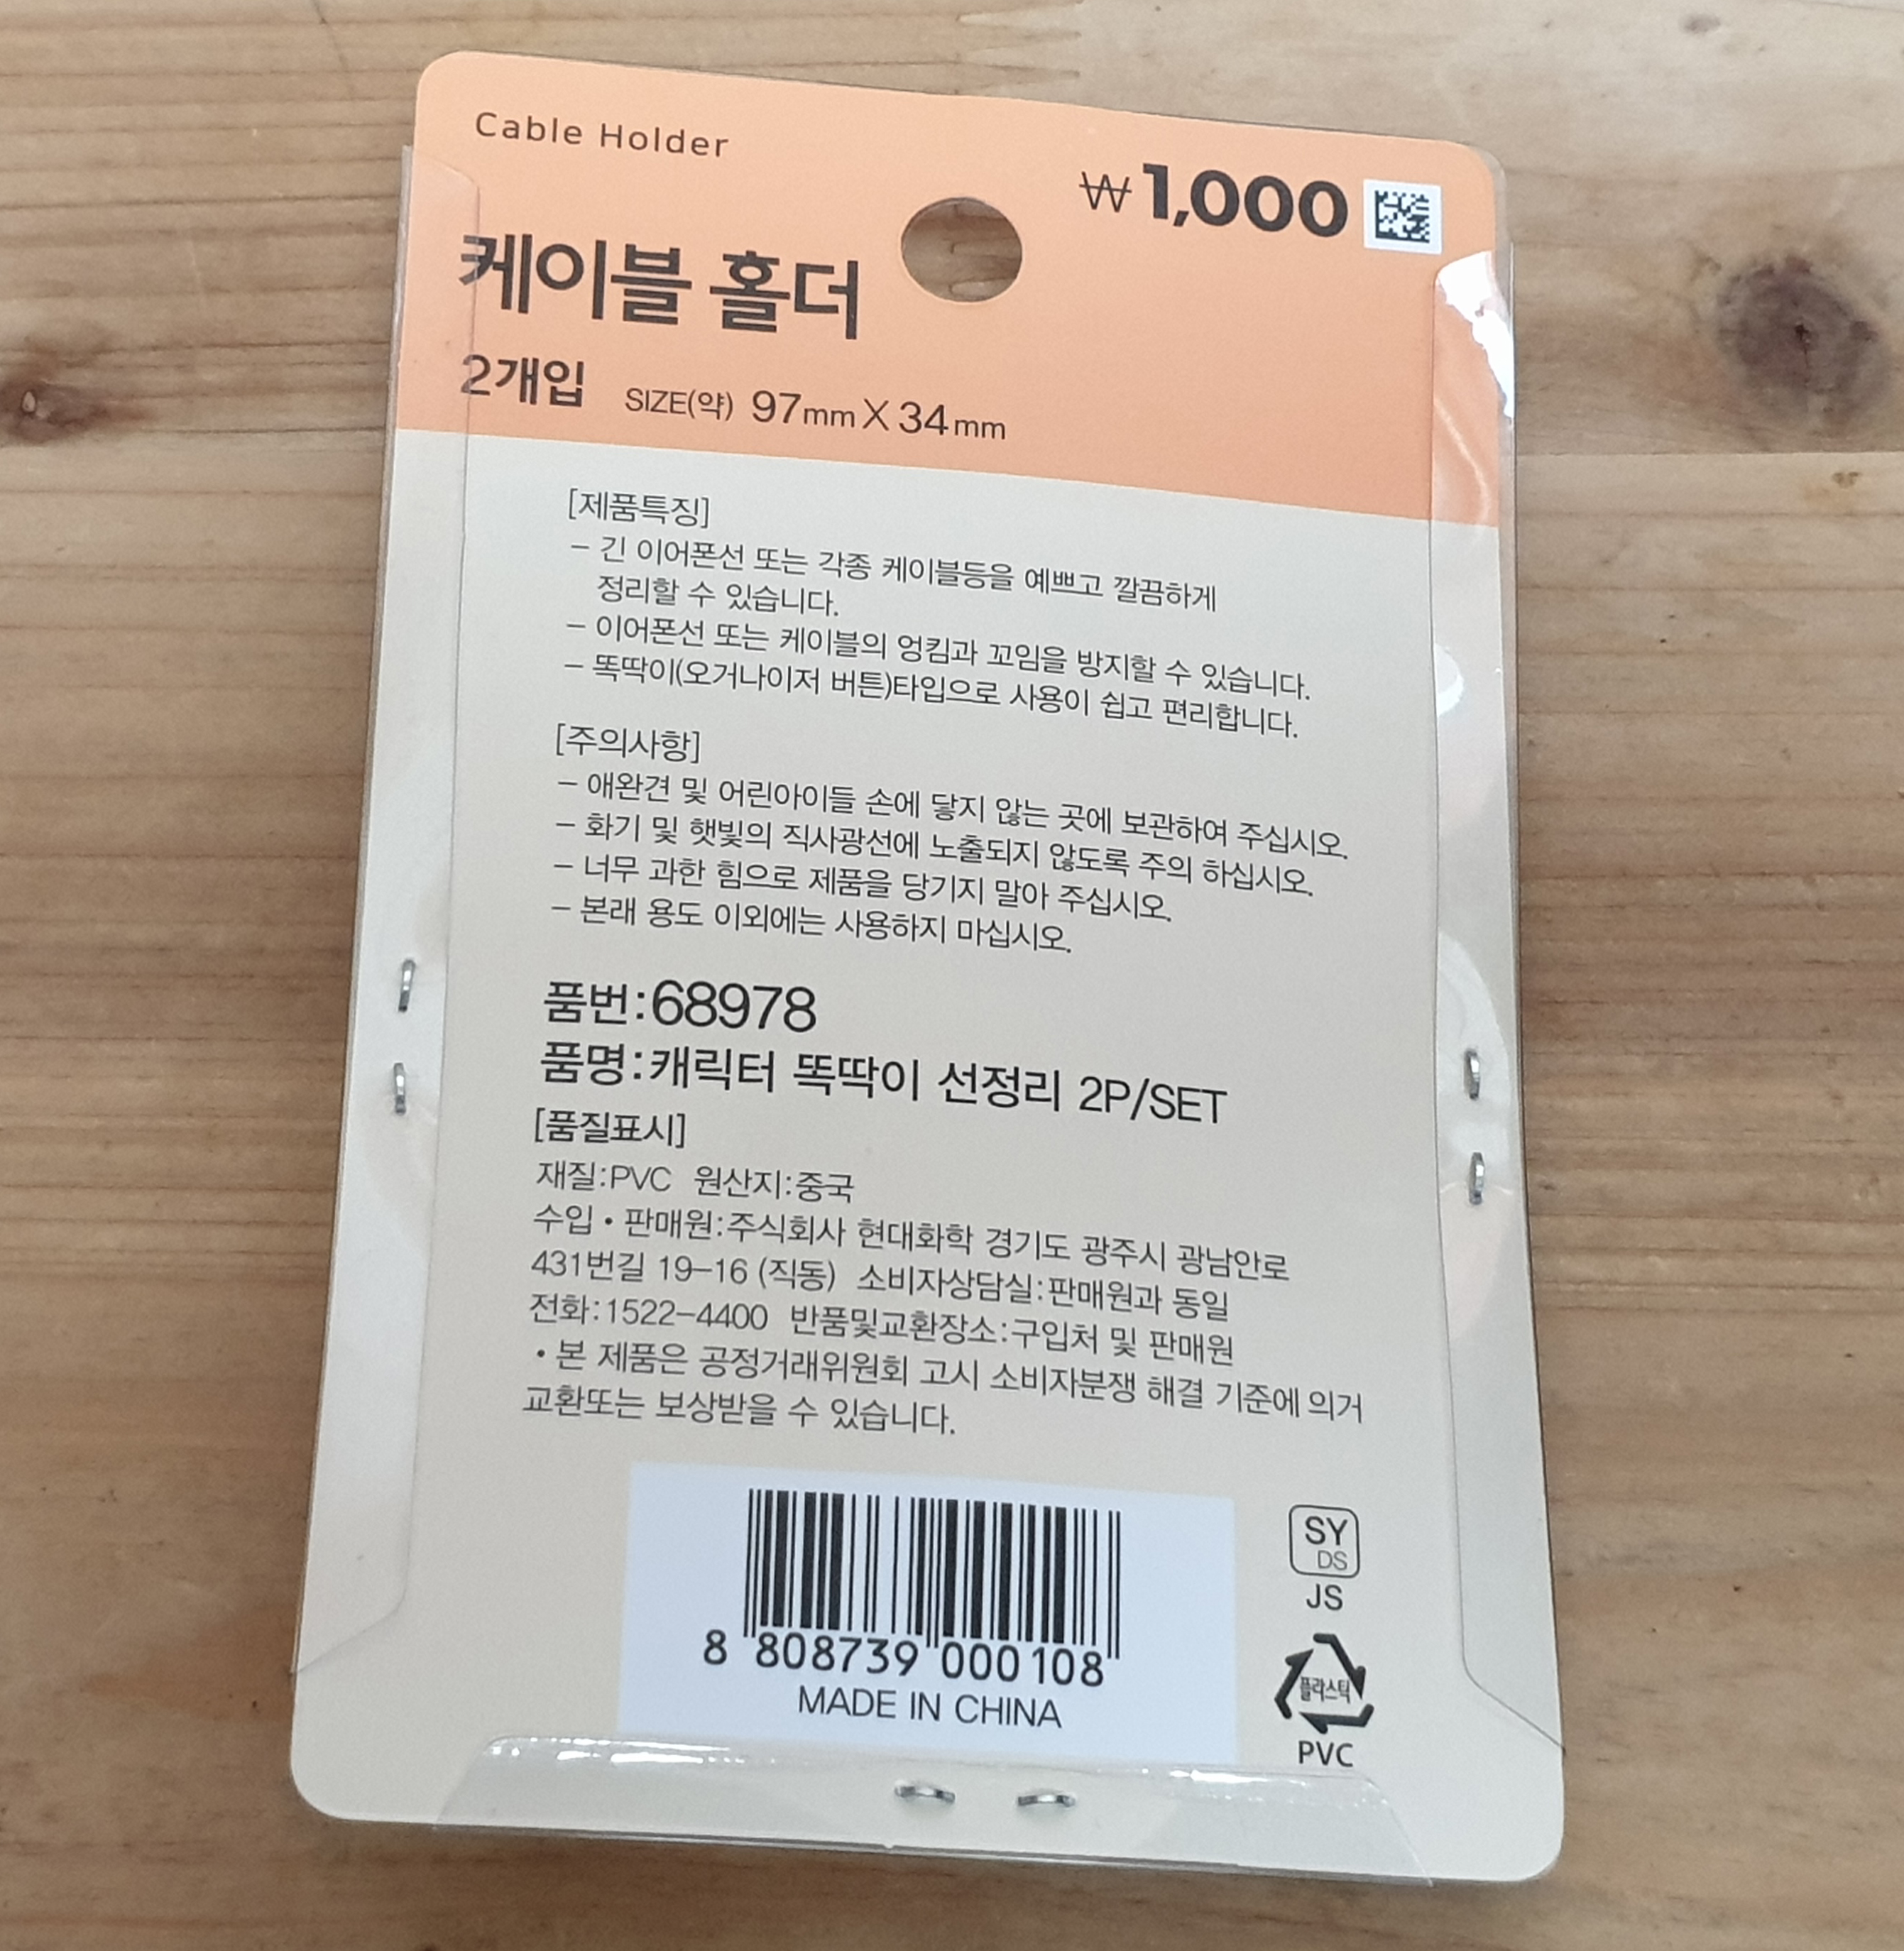 Cable Holder
₩1,000
케이블 홀더
2개입 SIZE(약) 97mm X 34mm
[제품특징]
– 긴 이어폰선 또는 각종 케이블등을 예쁘고 깔끔하게
정리할 수 있습니다.
– 이어폰선 또는 케이블의 엉킴과 꼬임을 방지할 수 있습니다.
– 똑딱이(오거나이저 버튼)타입으로 사용이 쉽고 편리합니다.
[주의사항]
– 애완견 및 어린아이들 손에 닿지 않는 곳에 보관하여 주십시오.
– 화기 및 햇빛의 직사광선에 노출되지 않도록 주의 하십시오.
– 너무 과한 힘으로 제품을 당기지 말아 주십시오.
– 본래 용도 이외에는 사용하지 마십시오.
품번:68978
품명:캐릭터 똑딱이 선정리 2P/SET
[품질표시]
재질:PVC 원산지:중국
수입•판매원:주식회사 현대화학 경기도 광주시 광남안로
431번길 19–16 (직동) 소비자상담실:판매원과 동일
전화:1522–4400 반품및교환장소:구입처 및 판매원
• 본 제품은 공정거래위원회 고시 소비자분쟁 해결 기준에 의거
교환또는 보상받을 수 있습니다.
8 808739 000108
MADE IN CHINA
SY
DS
JS
플라스틱
PVC